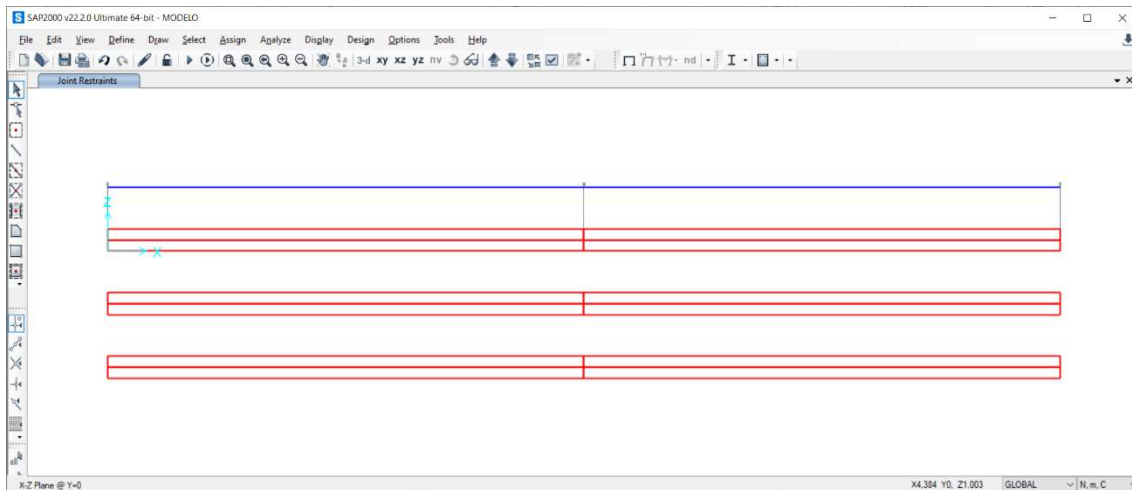 S SAP2000 v22.2.0 Ultimate 64-bit - MODELO
File Edit View Define Draw Select Assign Analyze Display Design Options Tools Help
3-d xy xz yz nv nd
Joint Restraints
Z
X
X-Z Plane @ Y=0 X4,384 Y0, Z1,003 GLOBAL N, m, C